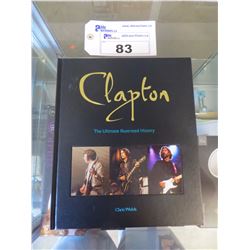 83
Clapton
The Ultimate Illustrated History
Chris Welch